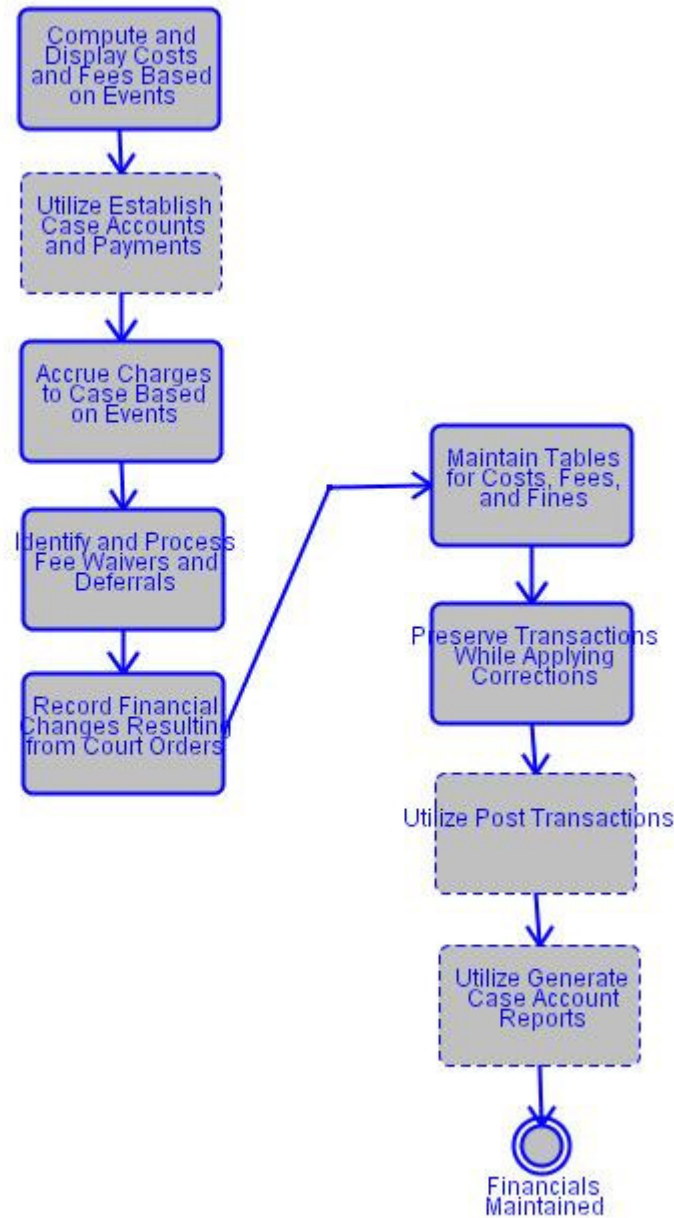 Compute and
Display Costs
and Fees Based
on Events
Utilize Establish
Case Accounts
and Payments
Accrue Charges
to Case Based
on Events
Identify and Process
Fee Waivers and
Deferrals
Record Financial
Changes Resulting
from Court Orders
Maintain Tables
for Costs, Fees,
and Fines
Preserve Transactions
While Applying
Corrections
Utilize Post Transactions
Utilize Generate
Case Account
Reports
Financials
Maintained